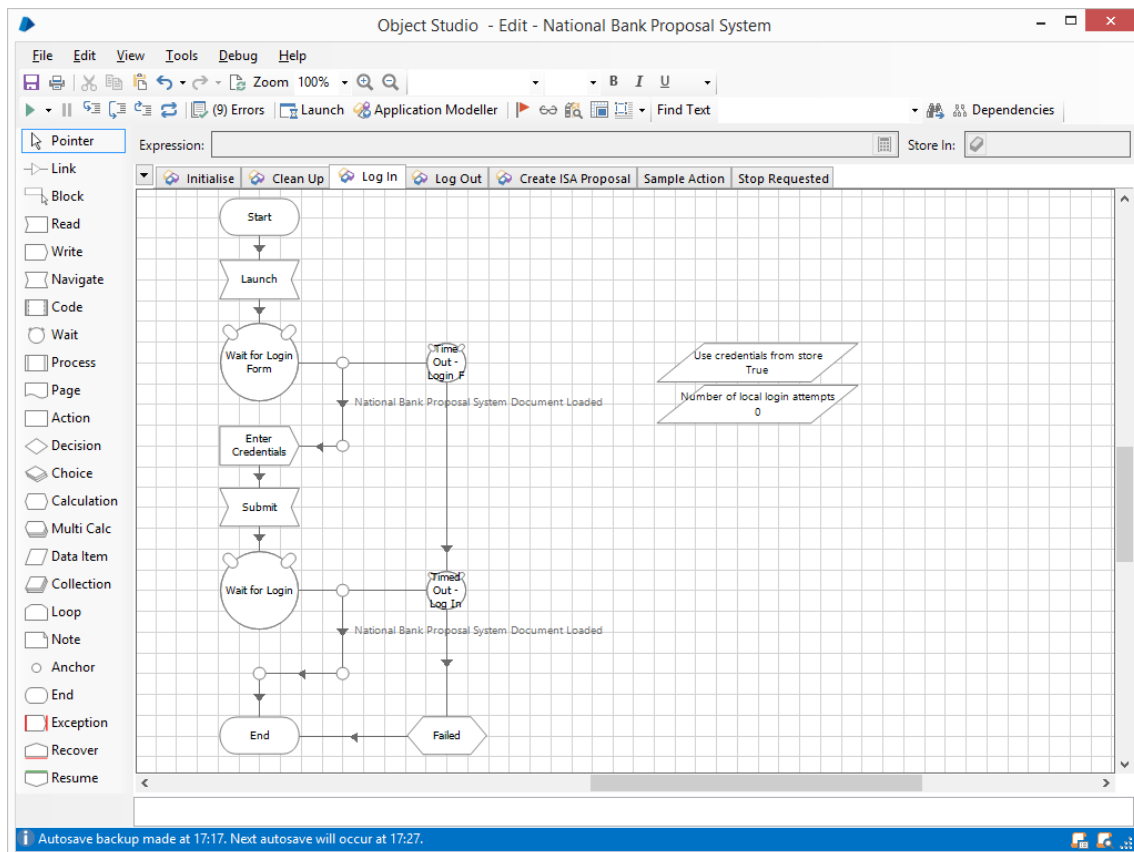 Object Studio - Edit - National Bank Proposal System
File Edit View Tools Debug Help
Zoom 100% B I U
(9) Errors Launch Application Modeller Find Text Dependencies
Pointer
Expression: Store In:
Link
Initialise Clean Up Log In Log Out Create ISA Proposal Sample Action Stop Requested
Block
Read
Write
Navigate
Code
Wait
Process
Page
Action
Decision
Choice
Calculation
Multi Calc
Data Item
Collection
Loop
Note
Anchor
End
Exception
Recover
Resume
Start
Launch
Wait for Login
Form
Time
Out -
Login F
National Bank Proposal System Document Loaded
Enter
Credentials
Submit
Wait for Login
Timed
Out -
Log In
National Bank Proposal System Document Loaded
End
Failed
Use credentials from store
True
Number of local login attempts
0
Autosave backup made at 17:17. Next autosave will occur at 17:27.